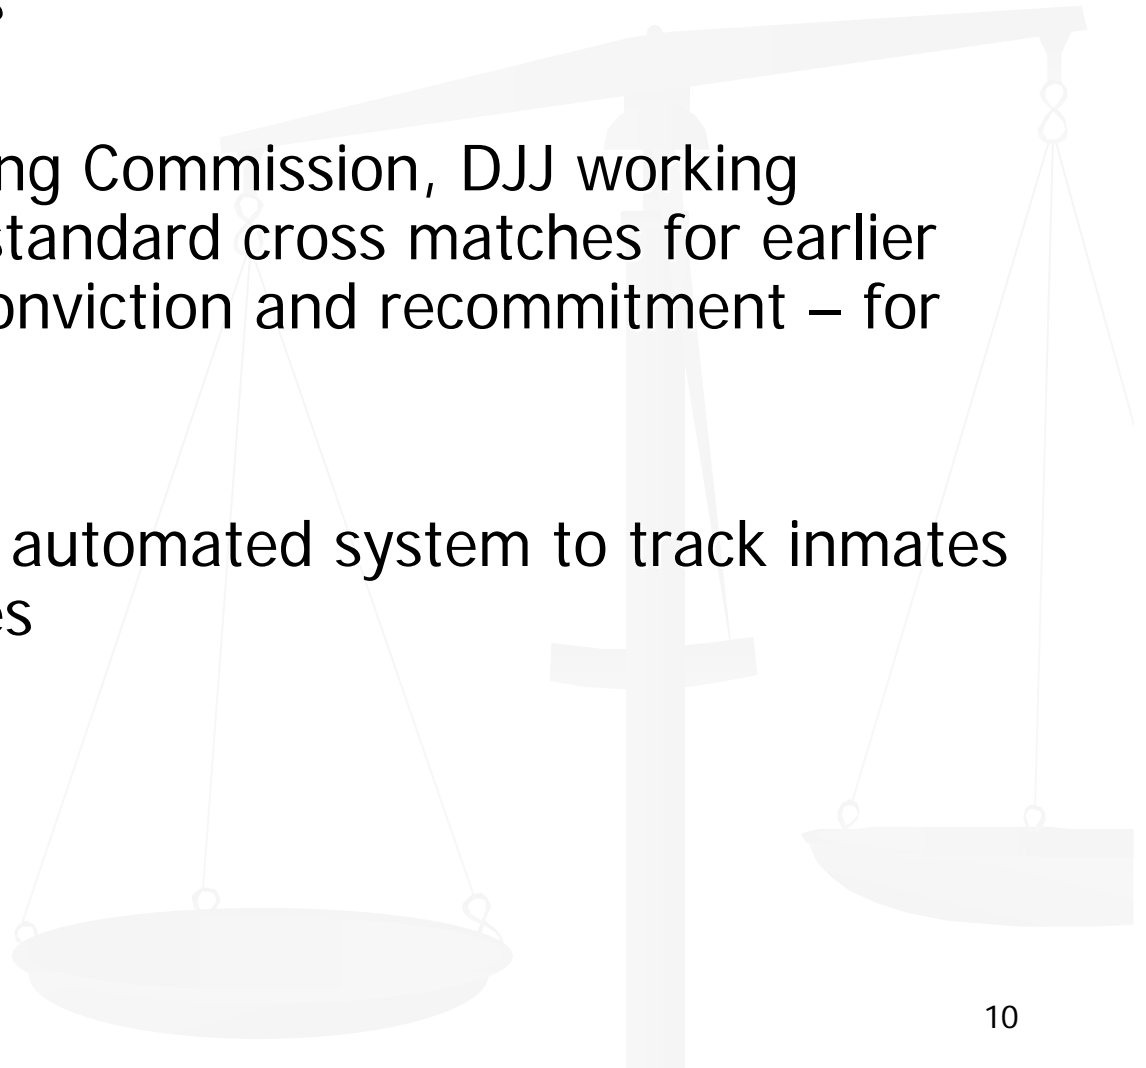 ng Commission, DJJ working
standard cross matches for earlier
onviction and recommitment – for
automated system to track inmates
es
10